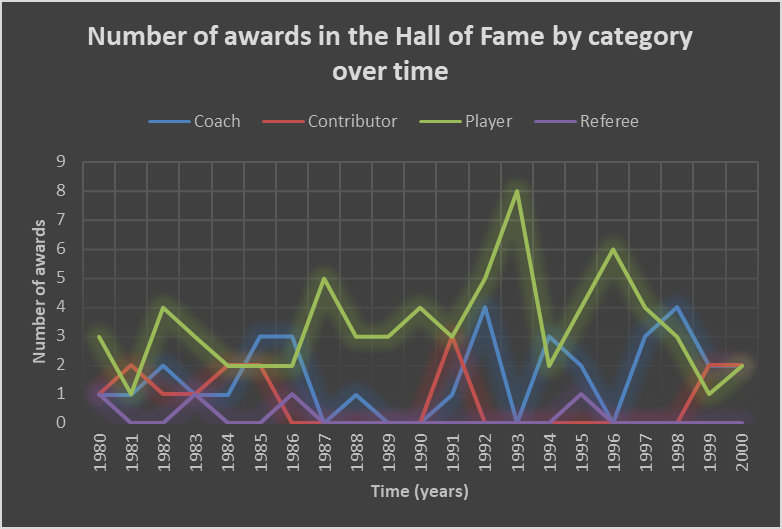 Number of awards in the Hall of Fame by category
over time
Coach Contributor Player Referee
9
8
7
6
5
4
3
2
1
0
Number of awards
1980 1981 1982 1983 1984 1985 1986 1987 1988 1989 1990 1991 1992 1993 1994 1995 1996 1997 1998 1999 2000
Time (years)